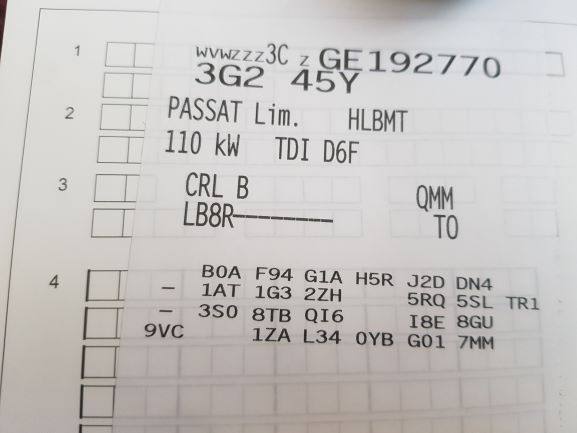 1 WVWZZZ3C Z GE192770
3G2 45Y
2 PASSAT Lim. HLBMT
110 kW TDI D6F
3 CRL B QMM
LB8R-------- TO
4 B0A F94 G1A H5R J2D DN4
- 1AT 1G3 2ZH 5RQ 5SL TR1
- 3S0 8TB QI6 I8E 8GU
9VC 1ZA L34 0YB G01 7MM